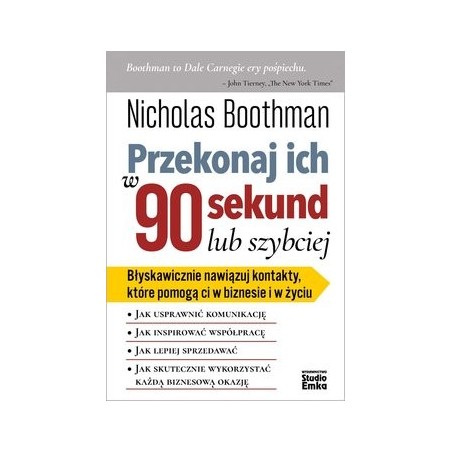 Boothman to Dale Carnegie ery pośpiechu.
– John Tierney, „The New York Times”
Nicholas Boothman
Przekonaj ich
w 90 sekund
lub szybciej
Błyskawicznie nawiązuj kontakty,
które pomogą ci w biznesie i w życiu
• Jak usprawnić komunikację
• Jak inspirować współpracę
• Jak lepiej sprzedawać
• Jak skutecznie wykorzystać
każdą biznesową okazję
WYDAWNICTWO
Studio
Emka